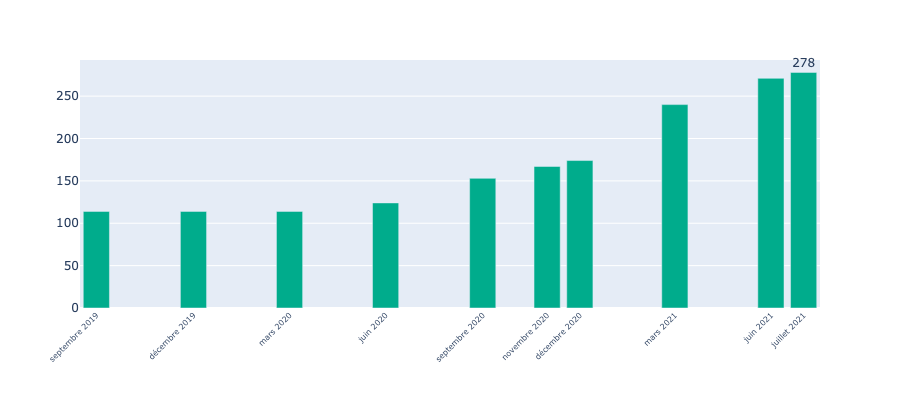 278
250
200
150
100
50
0
septembre 2019
décembre 2019
mars 2020
juin 2020
septembre 2020
novembre 2020
décembre 2020
mars 2021
juin 2021
juillet 2021